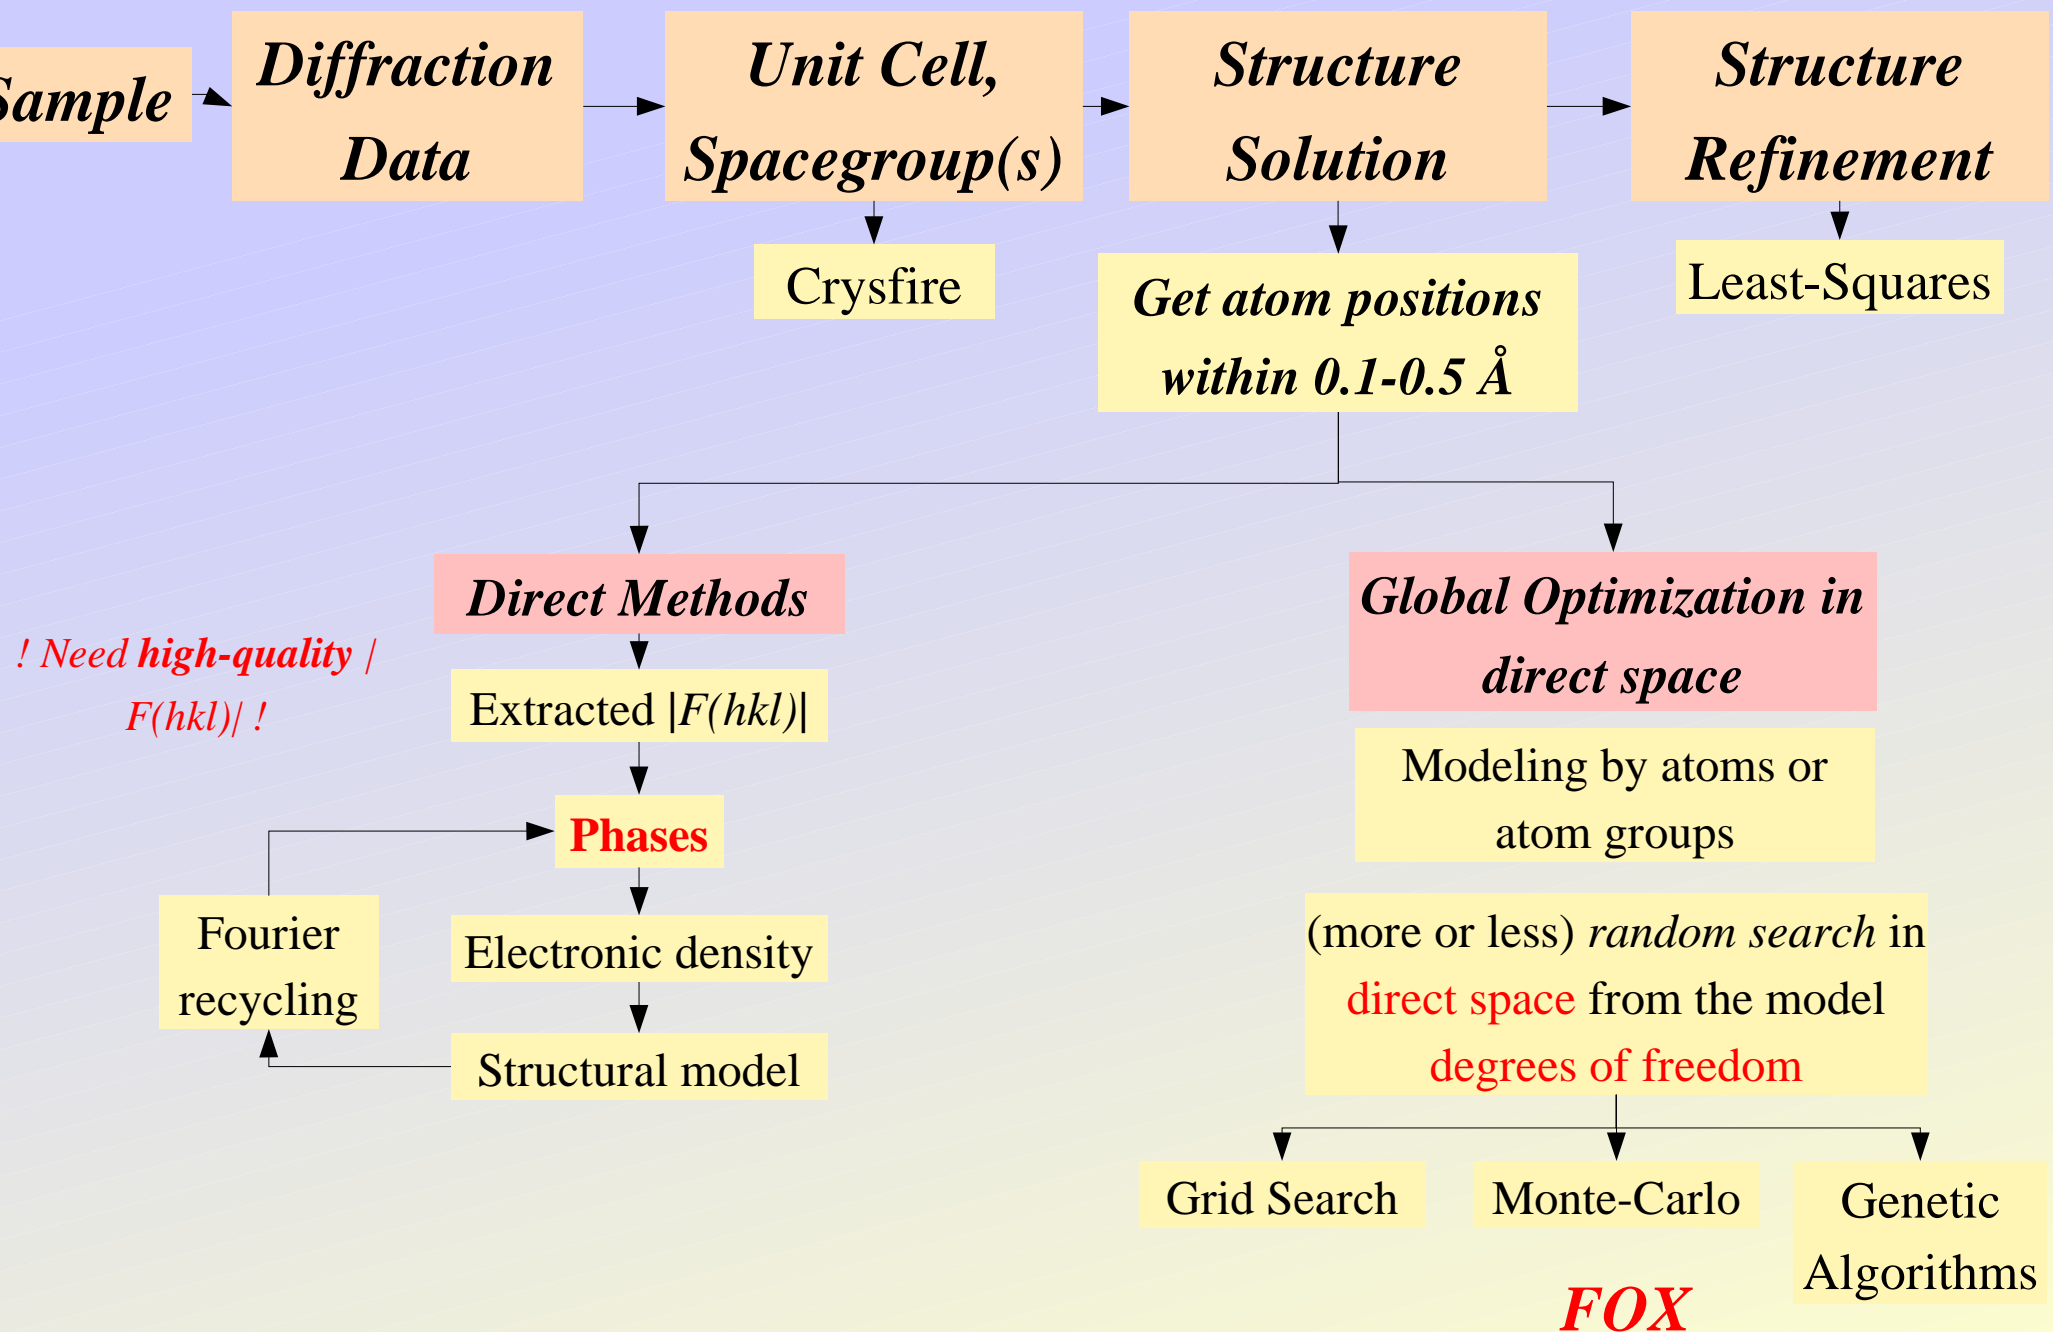 Sample
Diffraction
Data
Unit Cell,
Spacegroup(s)
Structure
Solution
Structure
Refinement
Crysfire
Get atom positions
within 0.1-0.5 Å
Least-Squares
Direct Methods
! Need high-quality |
F(hkl)| !
Extracted |F(hkl)|
Phases
Fourier
recycling
Electronic density
Structural model
Global Optimization in
direct space
Modeling by atoms or
atom groups
(more or less) random search in
direct space from the model
degrees of freedom
Grid Search
Monte-Carlo
Genetic
Algorithms
FOX